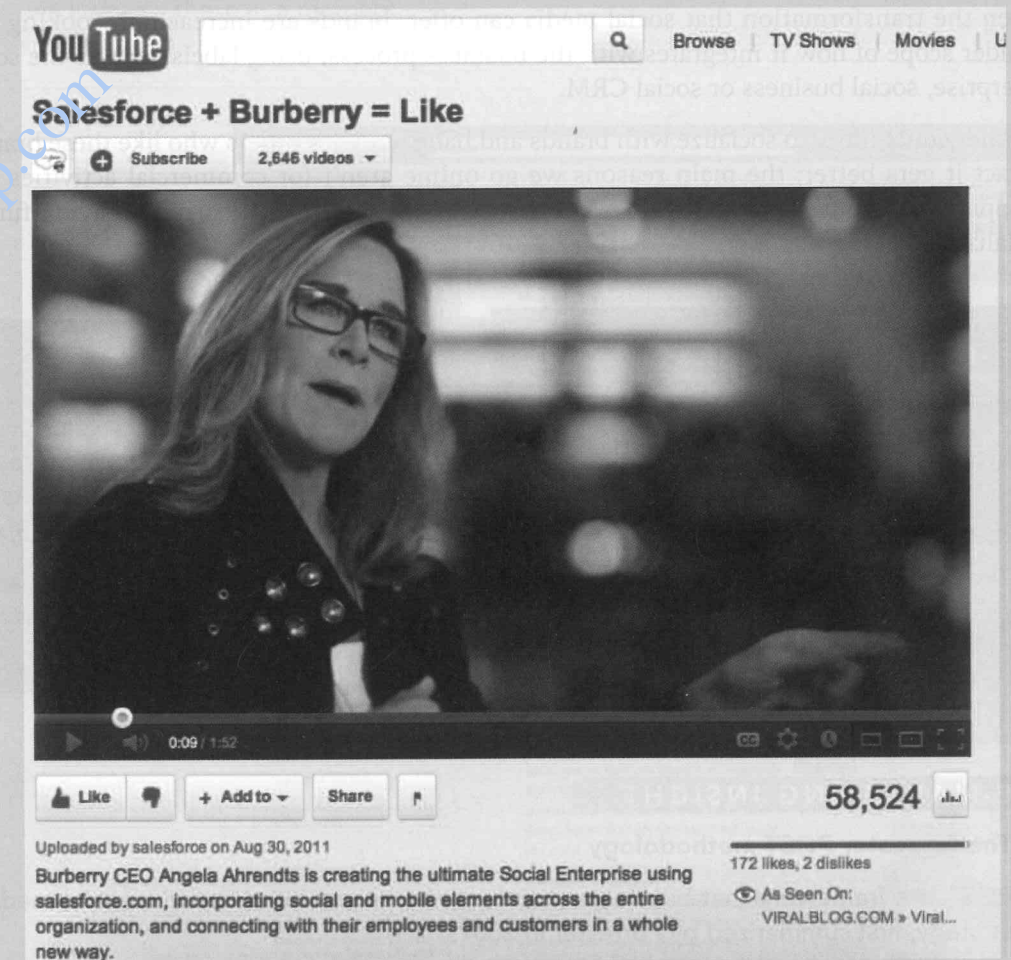 You Tube
Browse | TV Shows | Movies | U
Salesforce + Burberry = Like
Subscribe 2,646 videos
p.com
0:09 / 1:52
CC
Like + Add to Share 58,524
Uploaded by salesforce on Aug 30, 2011
Burberry CEO Angela Ahrendts is creating the ultimate Social Enterprise using
salesforce.com, incorporating social and mobile elements across the entire
organization, and connecting with their employees and customers in a whole
new way.
172 likes, 2 dislikes
As Seen On:
VIRALBLOG.COM » Viral...